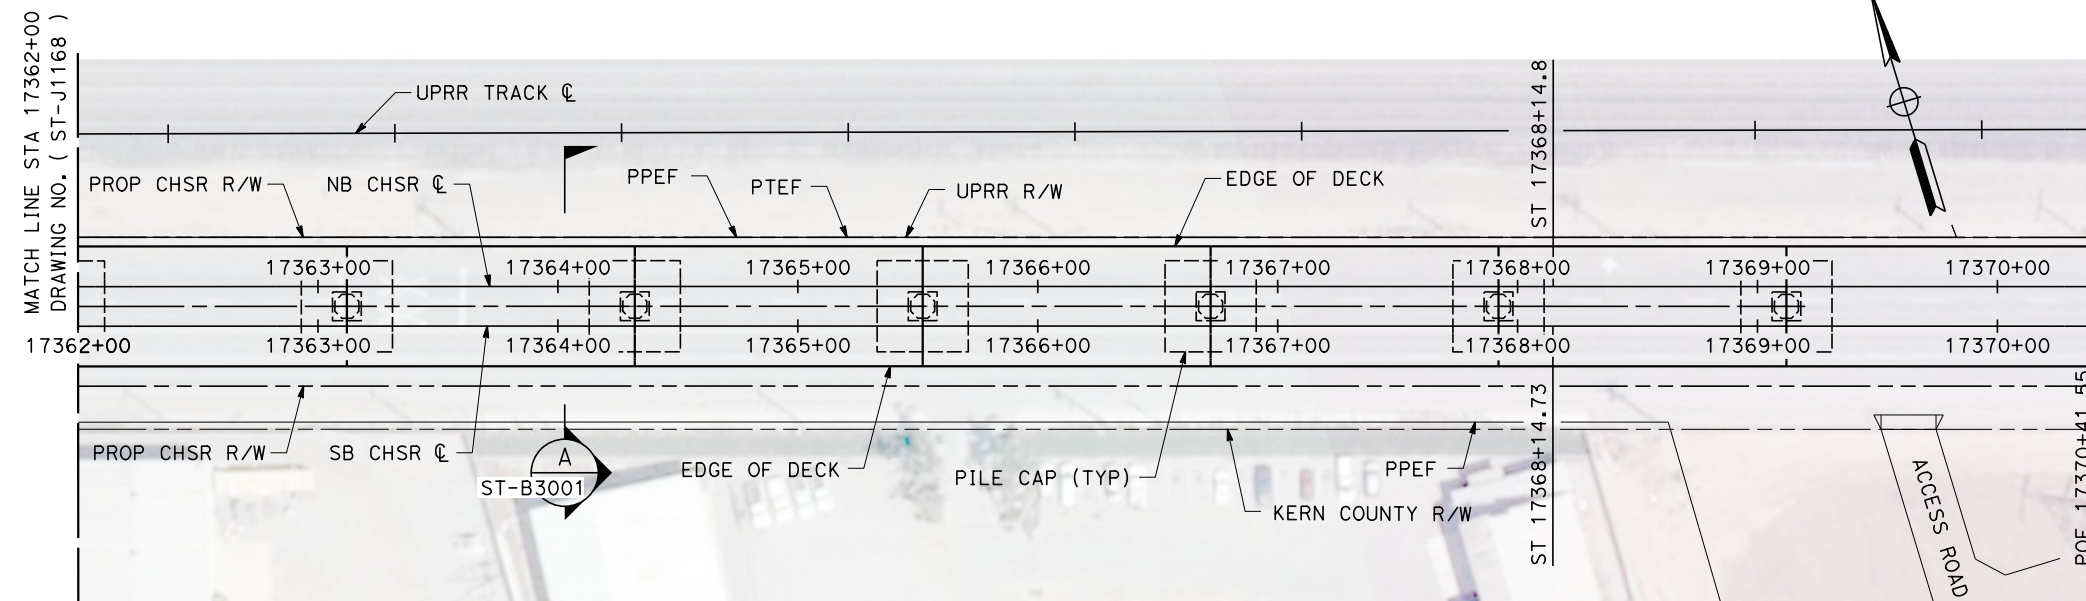 MATCH LINE STA 17362+00
DRAWING NO. ( ST-J1168 )
UPRR TRACK ℄
ST 17368+14.8
PROP CHSR R/W
NB CHSR ℄
PPEF
PTEF
UPRR R/W
EDGE OF DECK
17363+00
17364+00
17365+00
17366+00
17367+00
17368+00
17369+00
17370+00
17362+00
17363+00
17364+00
17365+00
17366+00
17367+00
17368+00
17369+00
17370+00
PROP CHSR R/W
SB CHSR ℄
A
ST-B3001
EDGE OF DECK
PILE CAP (TYP)
PPEF
KERN COUNTY R/W
ST 17368+14.73
ACCESS ROAD